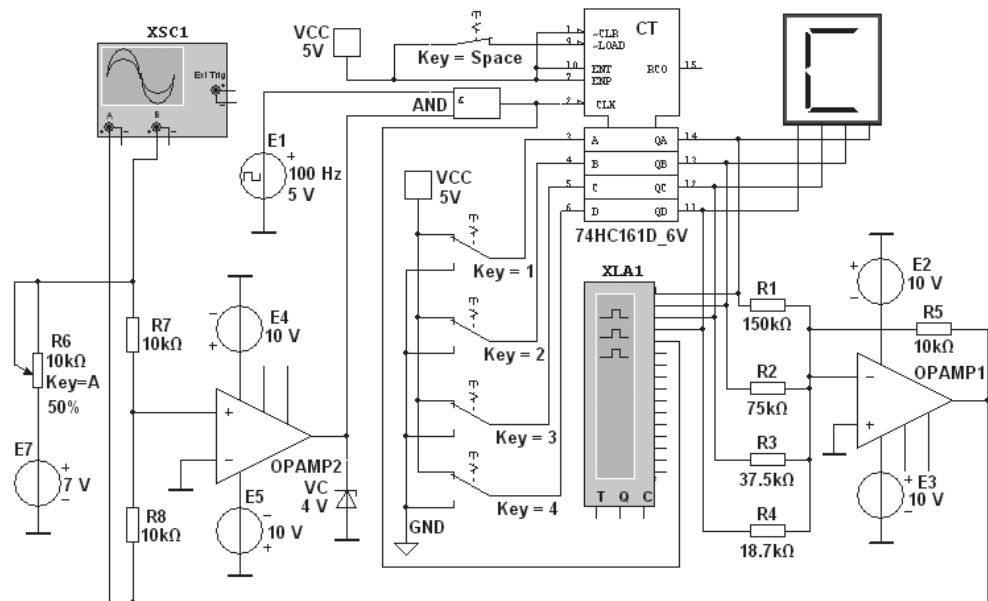 XSC1
Ext Trig
A
B
VCC
5V
Key = Space
CT
1
~CLR
9
~LOAD
10
ENT
7
ENP
RCO
15
2
CLK
AND
&
E1
100 Hz
5 V
3
A
QA
14
4
B
QB
13
5
C
QC
12
6
D
QD
11
74HC161D_6V
VCC
5V
Key = 1
Key = 2
Key = 3
Key = 4
GND
XLA1
T Q C
R1
150kΩ
R2
75kΩ
R3
37.5kΩ
R4
18.7kΩ
E2
10 V
R5
10kΩ
OPAMP1
E3
10 V
R6
10kΩ
Key=A
50%
R7
10kΩ
E4
10 V
E7
7 V
OPAMP2
VC
4 V
E5
10 V
R8
10kΩ